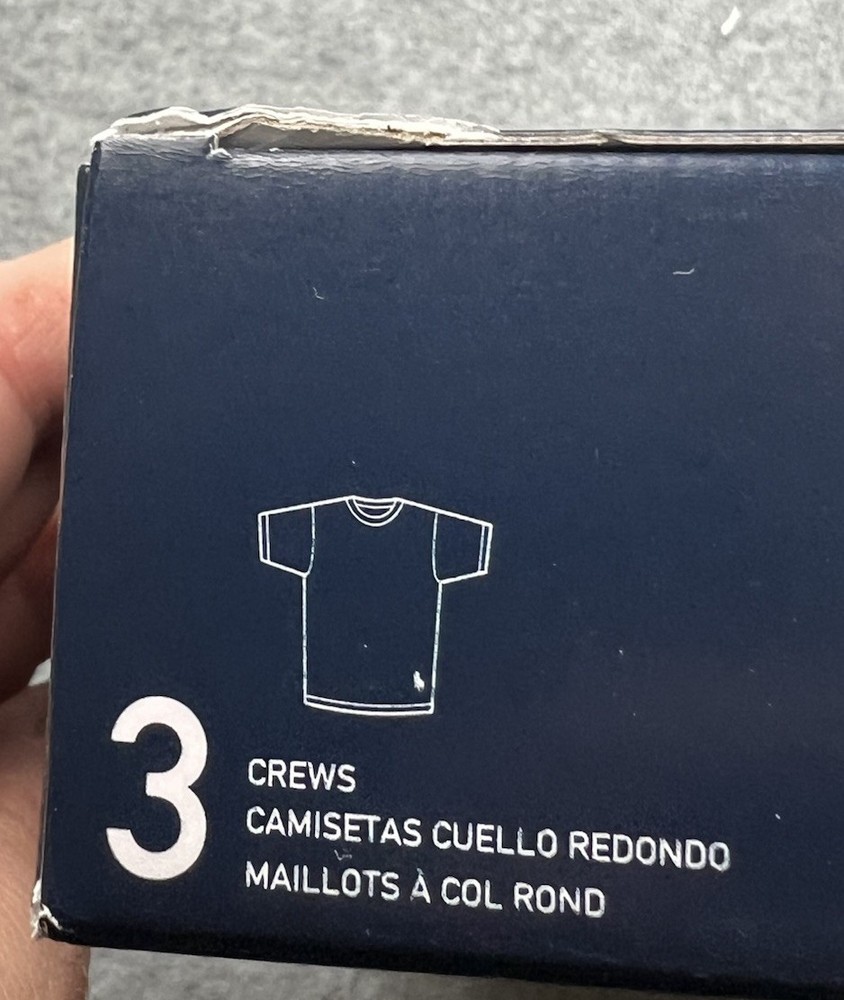 3
CREWS
CAMISETAS CUELLO REDONDO
MAILLOTS À COL ROND